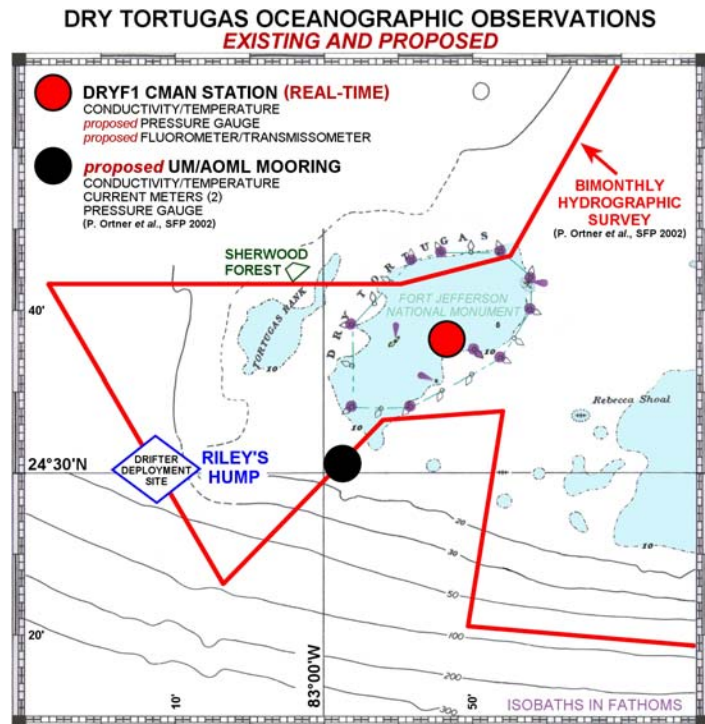 DRY TORTUGAS OCEANOGRAPHIC OBSERVATIONS
EXISTING AND PROPOSED
DRYF1 CMAN STATION (REAL-TIME)
CONDUCTIVITY/TEMPERATURE
proposed PRESSURE GAUGE
proposed FLUOROMETER/TRANSMISSOMETER
proposed UM/AOML MOORING
CONDUCTIVITY/TEMPERATURE
CURRENT METERS (2)
PRESSURE GAUGE
(P. Ortner et al., SFP 2002)
BIMONTHLY
HYDROGRAPHIC
SURVEY
(P. Ortner et al., SFP 2002)
SHERWOOD
FOREST
DRY TORTUGAS
FORT JEFFERSON
NATIONAL MONUMENT
TORTUGAS BANK
40'
10
10
10
Rebecca Shoal
DRIFTER
DEPLOYMENT
SITE
RILEY'S
HUMP
24°30'N
20
30
10
50
100
20'
200
300
10'
83°00'W
50'
ISOBATHS IN FATHOMS